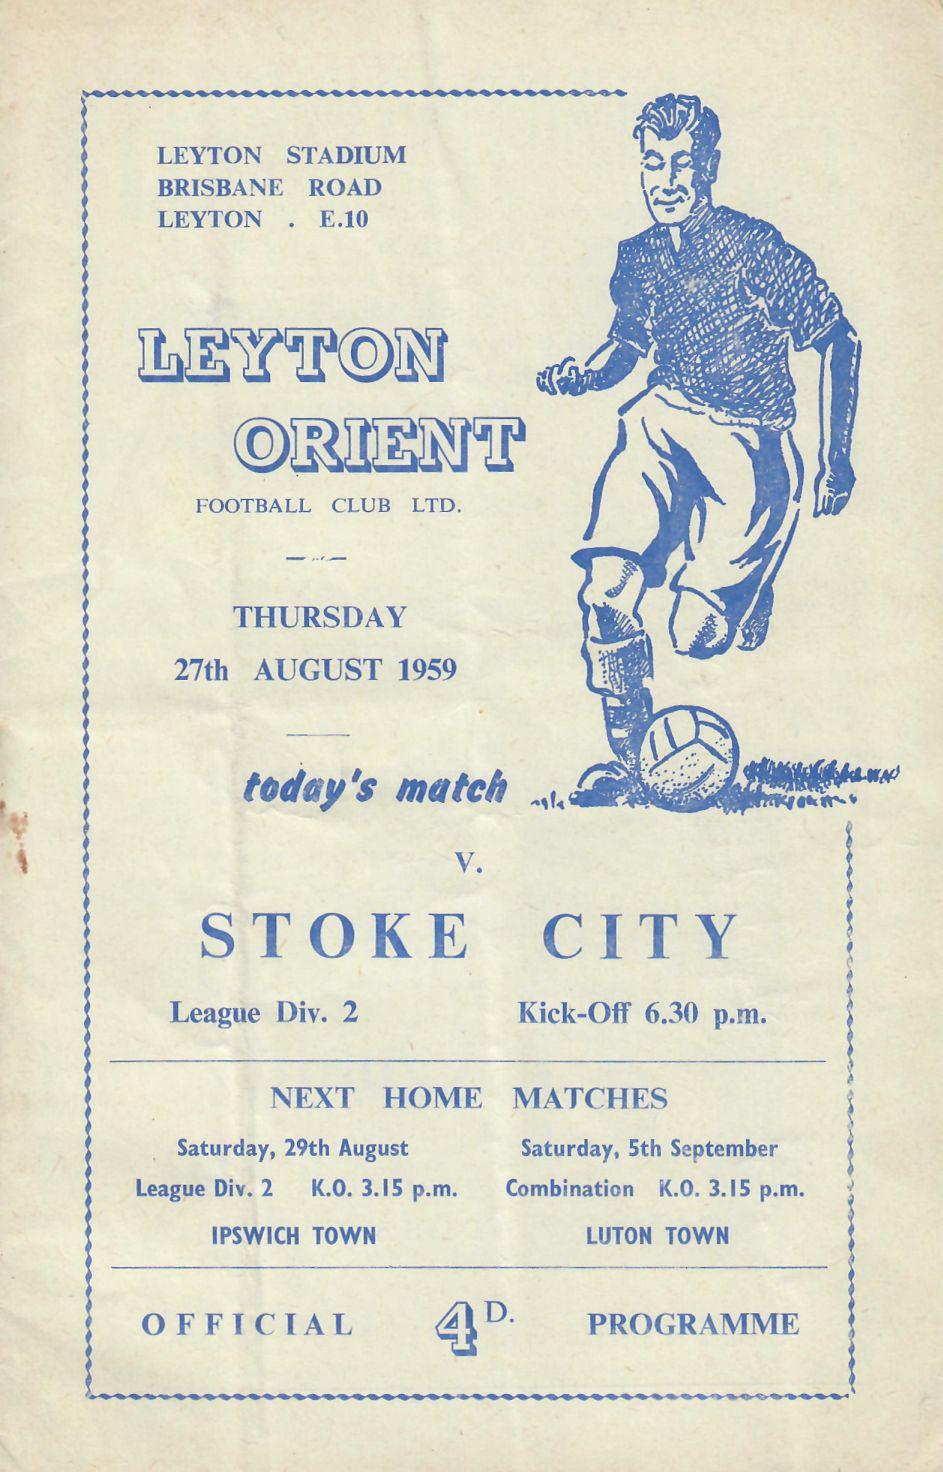 LEYTON STADIUM
BRISBANE ROAD
LEYTON . E.10
LEYTON
ORIENT
FOOTBALL CLUB LTD.
THURSDAY
27th AUGUST 1959
today's match
v.
STOKE CITY
League Div. 2 Kick-Off 6.30 p.m.
NEXT HOME MATCHES
Saturday, 29th August Saturday, 5th September
League Div. 2 K.O. 3.15 p.m. Combination K.O. 3.15 p.m.
IPSWICH TOWN LUTON TOWN
OFFICIAL 4D. PROGRAMME